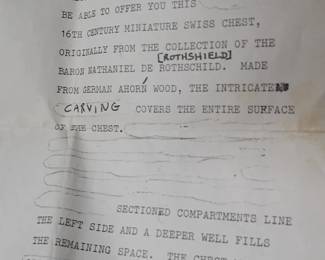 BE ABLE TO OFFER YOU THIS
16TH CENTURY MINIATURE SWISS CHEST,
ORIGINALLY FROM THE COLLECTION OF THE
[ROTHSHIELD]
BARON NATHANIEL DE ROTHSCHILD. MADE
FROM GERMAN AHORN WOOD, THE INTRICATE
CARVING COVERS THE ENTIRE SURFACE
OF THE CHEST.
SECTIONED COMPARTMENTS LINE
THE LEFT SIDE AND A DEEPER WELL FILLS
THE REMAINING SPACE. THE CHEST